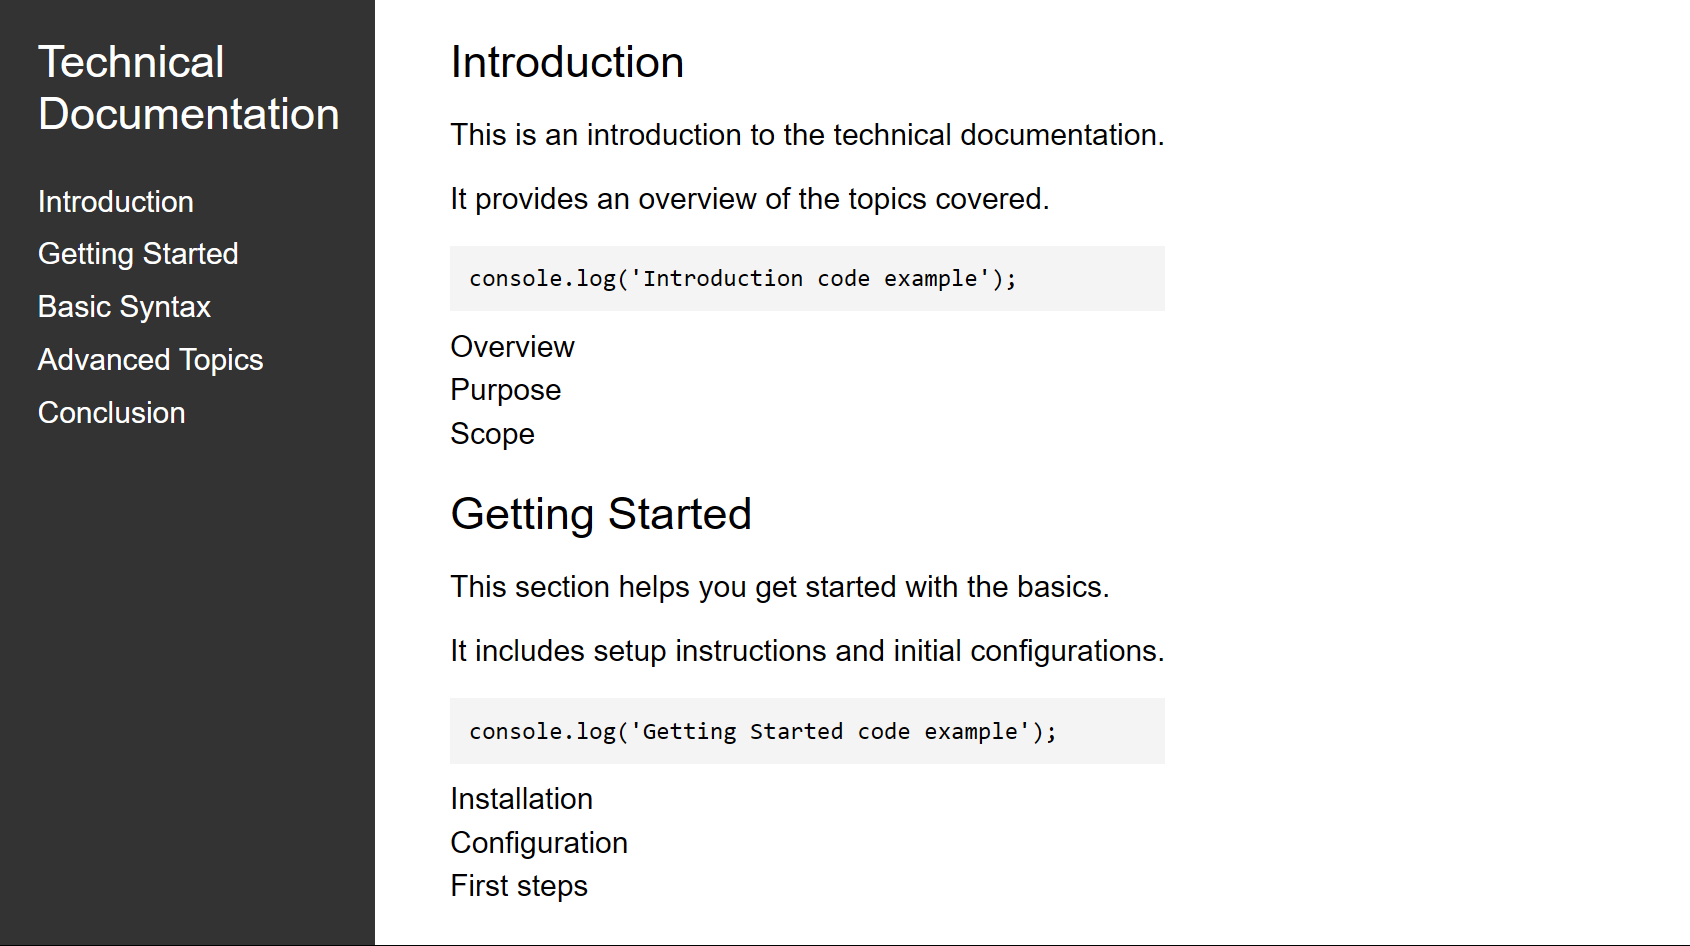 Technical
Documentation
Introduction
Getting Started
Basic Syntax
Advanced Topics
Conclusion
Introduction
This is an introduction to the technical documentation.
It provides an overview of the topics covered.
console.log('Introduction code example');
Overview
Purpose
Scope
Getting Started
This section helps you get started with the basics.
It includes setup instructions and initial configurations.
console.log('Getting Started code example');
Installation
Configuration
First steps